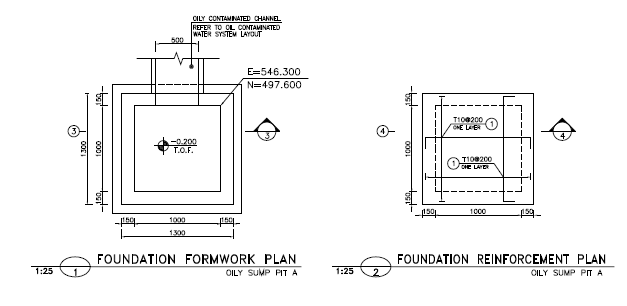 OILY CONTAMINATED CHANNEL
REFER TO OIL CONTAMINATED
WATER SYSTEM LAYOUT
500
E=546.300
N=497.600
150
1000
150
1300
3
3
-0.200
T.O.F.
150
1000
150
1300
1:25
1
FOUNDATION FORMWORK PLAN
OILY SUMP PIT A
150
1000
150
4
4
T10@200
ONE LAYER
1
1
T10@200
ONE LAYER
150
1000
150
1:25
2
FOUNDATION REINFORCEMENT PLAN
OILY SUMP PIT A